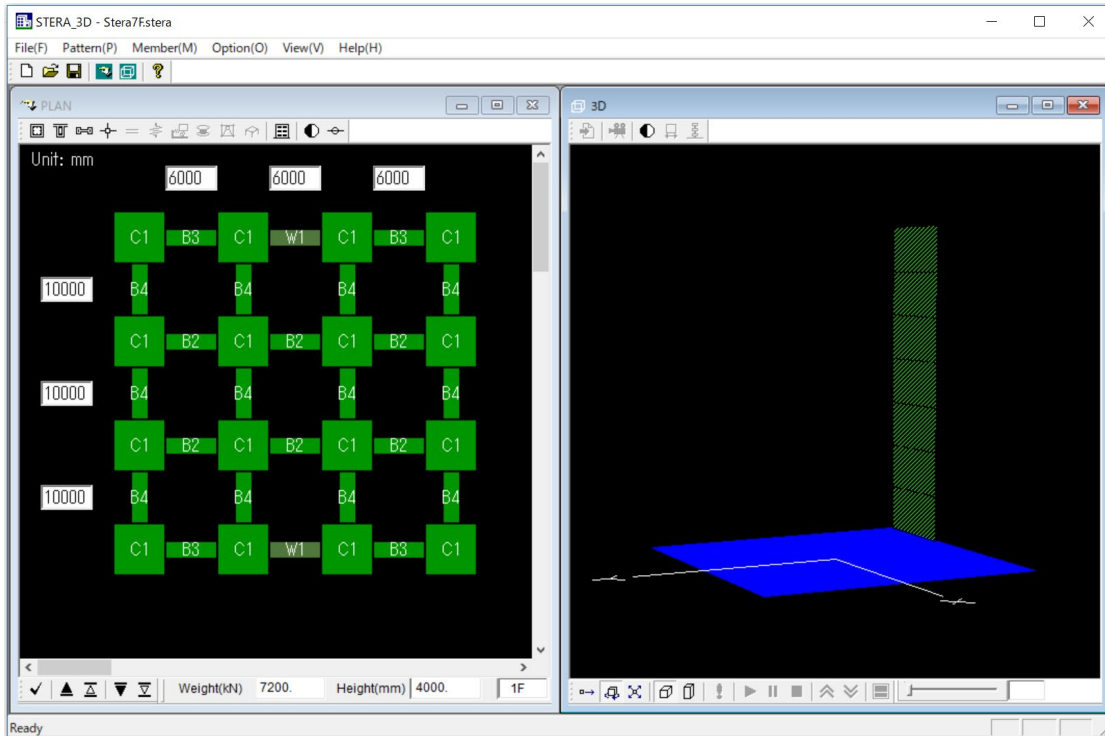 STERA_3D - Stera7F.stera
File(F) Pattern(P) Member(M) Option(O) View(V) Help(H)
PLAN
Unit: mm
6000 6000 6000
C1 B3 C1 W1 C1 B3 C1
10000 B4 B4 B4 B4
C1 B2 C1 B2 C1 B2 C1
10000 B4 B4 B4 B4
C1 B2 C1 B2 C1 B2 C1
10000 B4 B4 B4 B4
C1 B3 C1 W1 C1 B3 C1
Weight(kN) 7200. Height(mm) 4000. 1F
3D
Ready